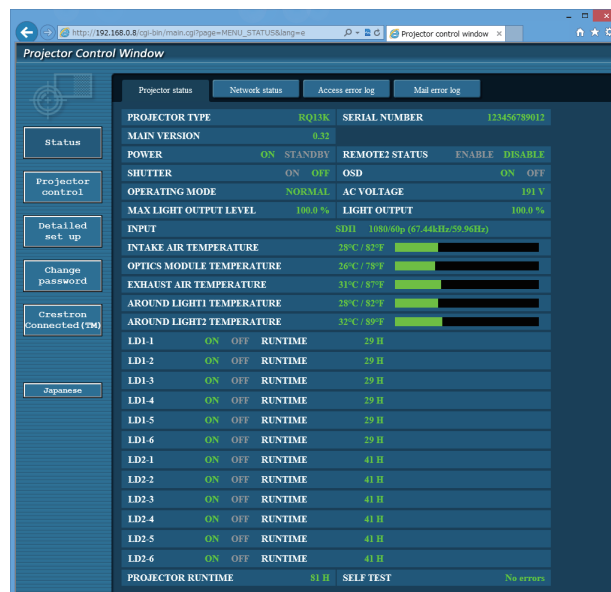 http://192.168.0.8/cgi-bin/main.cgi?page=MENU_STATUS&lang=e Projector control window
Projector Control Window
Projector status Network status Access error log Mail error log
Status
Projector control
Detailed set up
Change password
Crestron Connected(TM)
Japanese
PROJECTOR TYPE RQ13K SERIAL NUMBER 123456789012
MAIN VERSION 0.32
POWER ON STANDBY REMOTE2 STATUS ENABLE DISABLE
SHUTTER ON OFF OSD ON OFF
OPERATING MODE NORMAL AC VOLTAGE 191 V
MAX LIGHT OUTPUT LEVEL 100.0 % LIGHT OUTPUT 100.0 %
INPUT SDI1 1080/60p (67.44kHz/59.96Hz)
INTAKE AIR TEMPERATURE 28°C / 82°F
OPTICS MODULE TEMPERATURE 26°C / 78°F
EXHAUST AIR TEMPERATURE 31°C / 87°F
AROUND LIGHT1 TEMPERATURE 28°C / 82°F
AROUND LIGHT2 TEMPERATURE 32°C / 89°F
LD1-1 ON OFF RUNTIME 29 H
LD1-2 ON OFF RUNTIME 29 H
LD1-3 ON OFF RUNTIME 29 H
LD1-4 ON OFF RUNTIME 29 H
LD1-5 ON OFF RUNTIME 29 H
LD1-6 ON OFF RUNTIME 29 H
LD2-1 ON OFF RUNTIME 41 H
LD2-2 ON OFF RUNTIME 41 H
LD2-3 ON OFF RUNTIME 41 H
LD2-4 ON OFF RUNTIME 41 H
LD2-5 ON OFF RUNTIME 41 H
LD2-6 ON OFF RUNTIME 41 H
PROJECTOR RUNTIME 81 H SELF TEST No errors